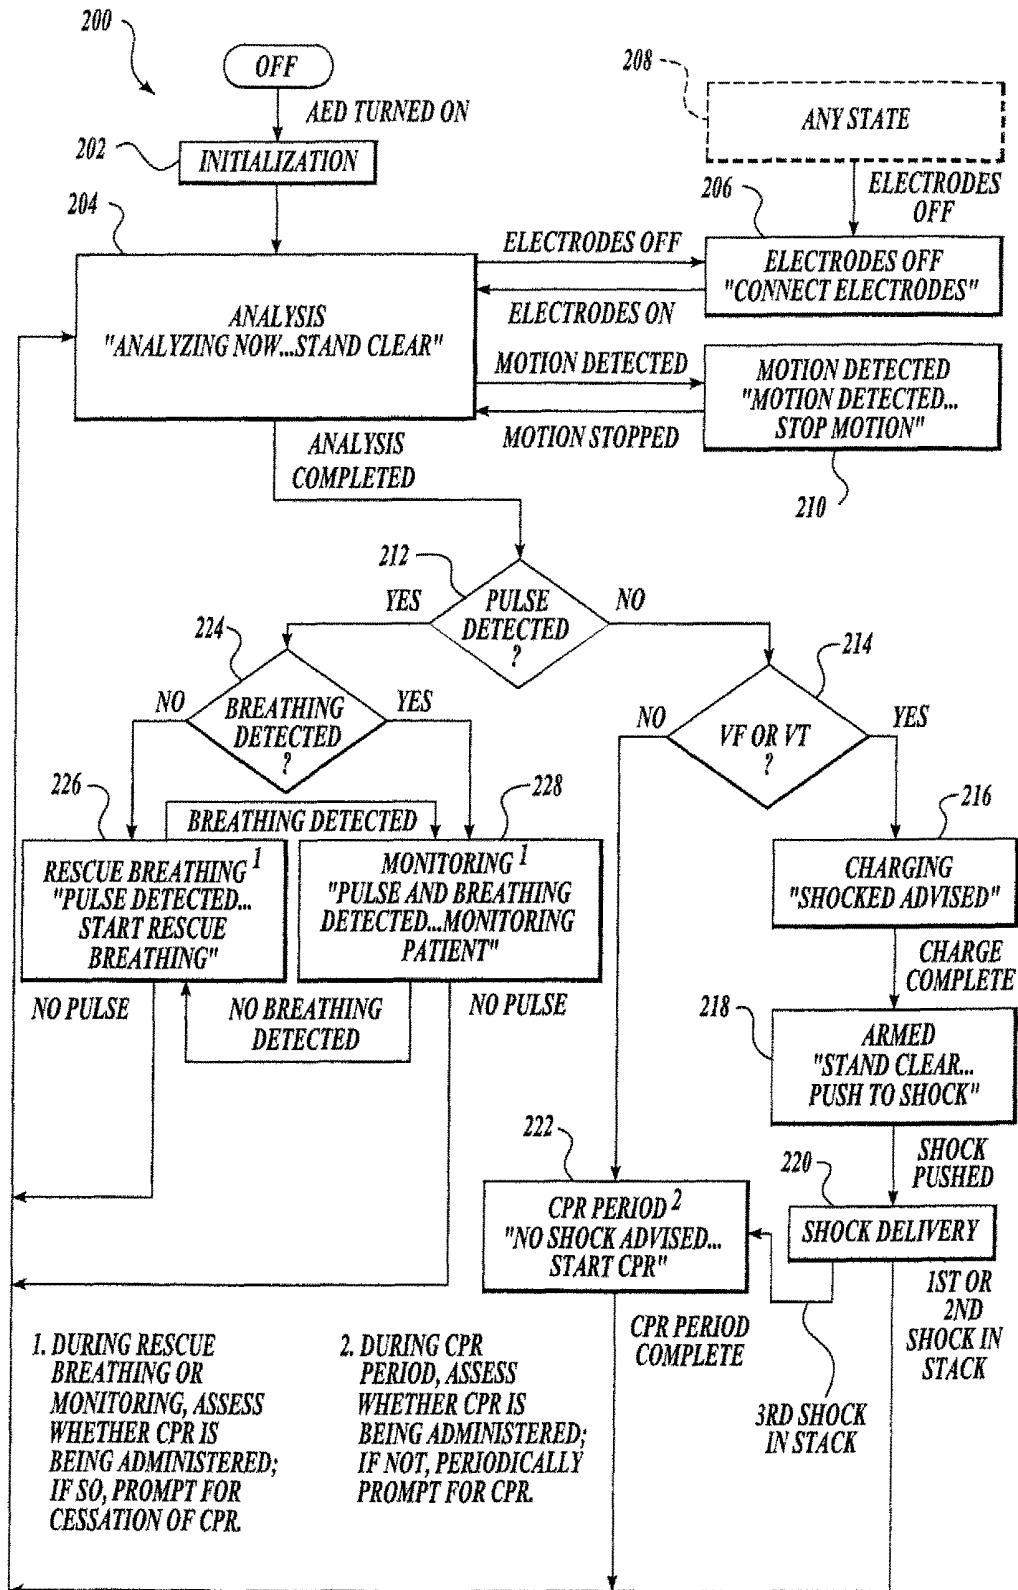 200
OFF
AED TURNED ON
202
INITIALIZATION
208
ANY STATE
ELECTRODES
OFF
204
206
ELECTRODES OFF
ELECTRODES OFF
"CONNECT ELECTRODES"
ELECTRODES ON
ANALYSIS
"ANALYZING NOW...STAND CLEAR"
MOTION DETECTED
MOTION DETECTED
"MOTION DETECTED...
STOP MOTION"
MOTION STOPPED
210
ANALYSIS
COMPLETED
212
PULSE
DETECTED
?
YES
NO
224
BREATHING
DETECTED
?
NO
YES
214
VF OR VT
?
NO
YES
226
BREATHING DETECTED
228
216
RESCUE BREATHING 1
"PULSE DETECTED...
START RESCUE
BREATHING"
MONITORING 1
"PULSE AND BREATHING
DETECTED...MONITORING
PATIENT"
CHARGING
"SHOCKED ADVISED"
CHARGE
COMPLETE
NO PULSE
NO BREATHING
DETECTED
NO PULSE
218
ARMED
"STAND CLEAR...
PUSH TO SHOCK"
SHOCK
PUSHED
222
220
CPR PERIOD 2
"NO SHOCK ADVISED...
START CPR"
SHOCK DELIVERY
1ST OR
2ND
SHOCK IN
STACK
CPR PERIOD
COMPLETE
3RD SHOCK
IN STACK
1. DURING RESCUE
BREATHING OR
MONITORING, ASSESS
WHETHER CPR IS
BEING ADMINISTERED;
IF SO, PROMPT FOR
CESSATION OF CPR.
2. DURING CPR
PERIOD, ASSESS
WHETHER CPR IS
BEING ADMINISTERED;
IF NOT, PERIODICALLY
PROMPT FOR CPR.